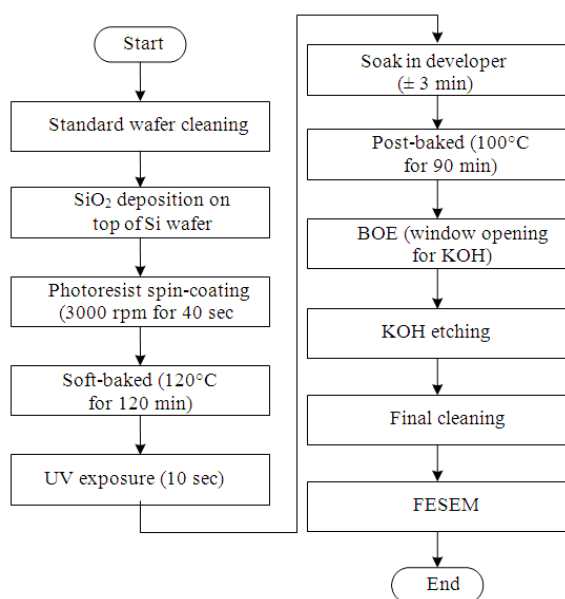 Start
Standard wafer cleaning
SiO₂ deposition on
top of Si wafer
Photoresist spin-coating
(3000 rpm for 40 sec
Soft-baked (120°C
for 120 min)
UV exposure (10 sec)
Soak in developer
(± 3 min)
Post-baked (100°C
for 90 min)
BOE (window opening
for KOH)
KOH etching
Final cleaning
FESEM
End